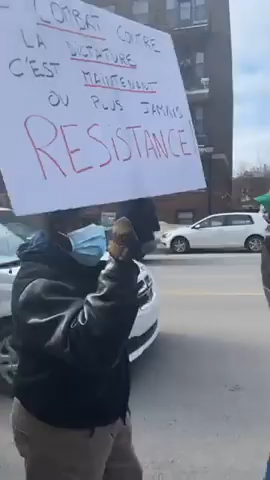 COMBAT CONTRE
LA DICTATURE
C'EST MAINTENANT
OU PLUS JAMAIS
RESISTANCE!